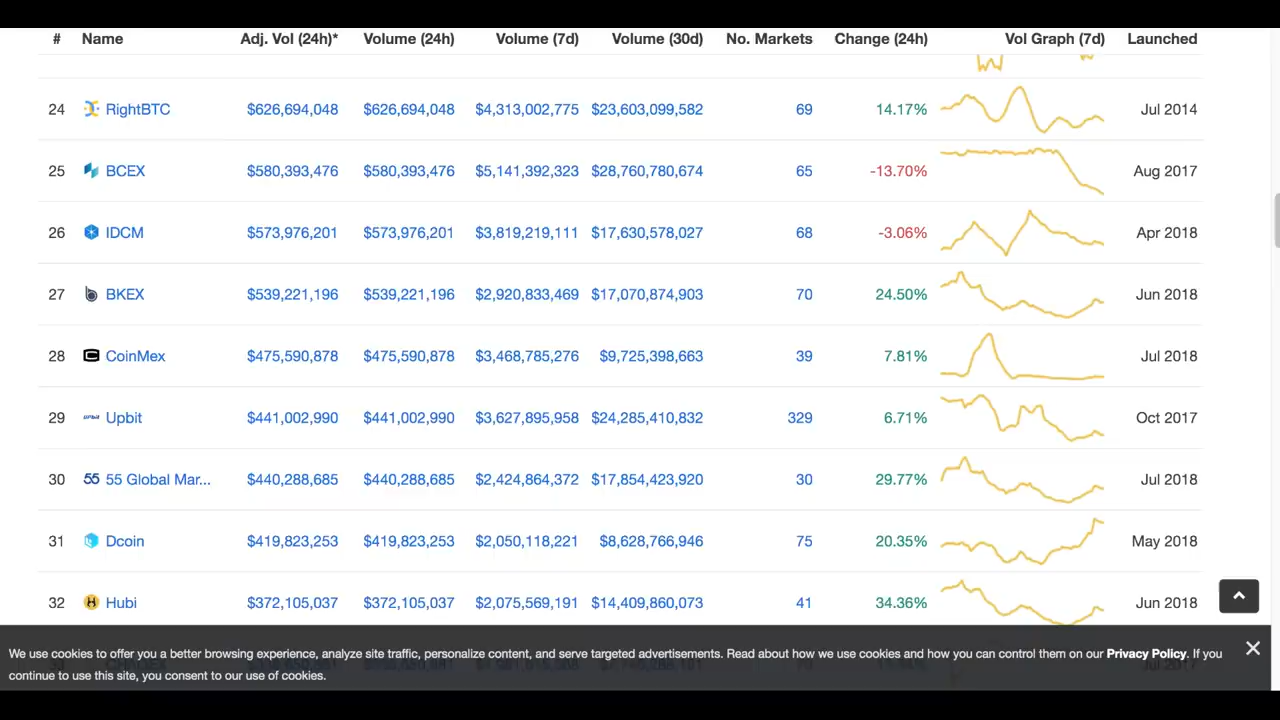 # Name Adj. Vol (24h)* Volume (24h) Volume (7d) Volume (30d) No. Markets Change (24h) Vol Graph (7d) Launched
24 RightBTC $626,694,048 $626,694,048 $4,313,002,775 $23,603,099,582 69 14.17% Jul 2014
25 BCEX $580,393,476 $580,393,476 $5,141,392,323 $28,760,780,674 65 -13.70% Aug 2017
26 IDCM $573,976,201 $573,976,201 $3,819,219,111 $17,630,578,027 68 -3.06% Apr 2018
27 BKEX $539,221,196 $539,221,196 $2,920,833,469 $17,070,874,903 70 24.50% Jun 2018
28 CoinMex $475,590,878 $475,590,878 $3,468,785,276 $9,725,398,663 39 7.81% Jul 2018
29 Upbit $441,002,990 $441,002,990 $3,627,895,958 $24,285,410,832 329 6.71% Oct 2017
30 55 55 Global Mar... $440,288,685 $440,288,685 $2,424,864,372 $17,854,423,920 30 29.77% Jul 2018
31 Dcoin $419,823,253 $419,823,253 $2,050,118,221 $8,628,766,946 75 20.35% May 2018
32 Hubi $372,105,037 $372,105,037 $2,075,569,191 $14,409,860,073 41 34.36% Jun 2018
We use cookies to offer you a better browsing experience, analyze site traffic, personalize content, and serve targeted advertisements. Read about how we use cookies and how you can control them on our Privacy Policy. If you
continue to use this site, you consent to our use of cookies.